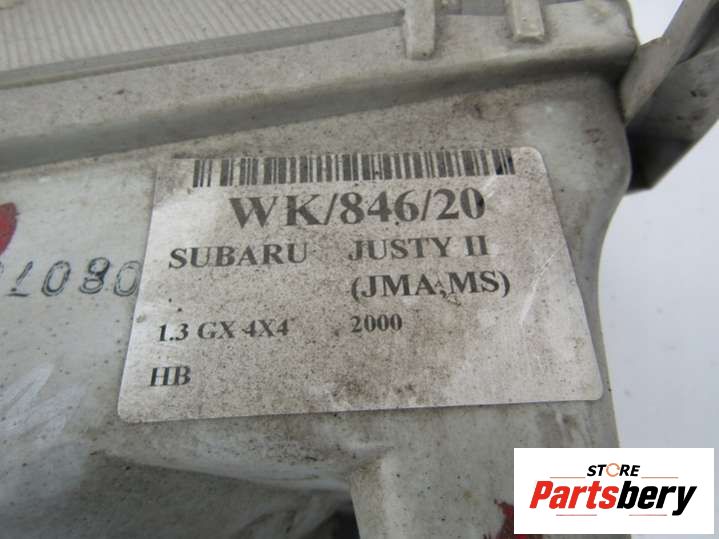 WK/846/20
SUBARU JUSTY II
(JMA,MS)
1.3 GX 4X4 2000
HB
STORE
Partsbery